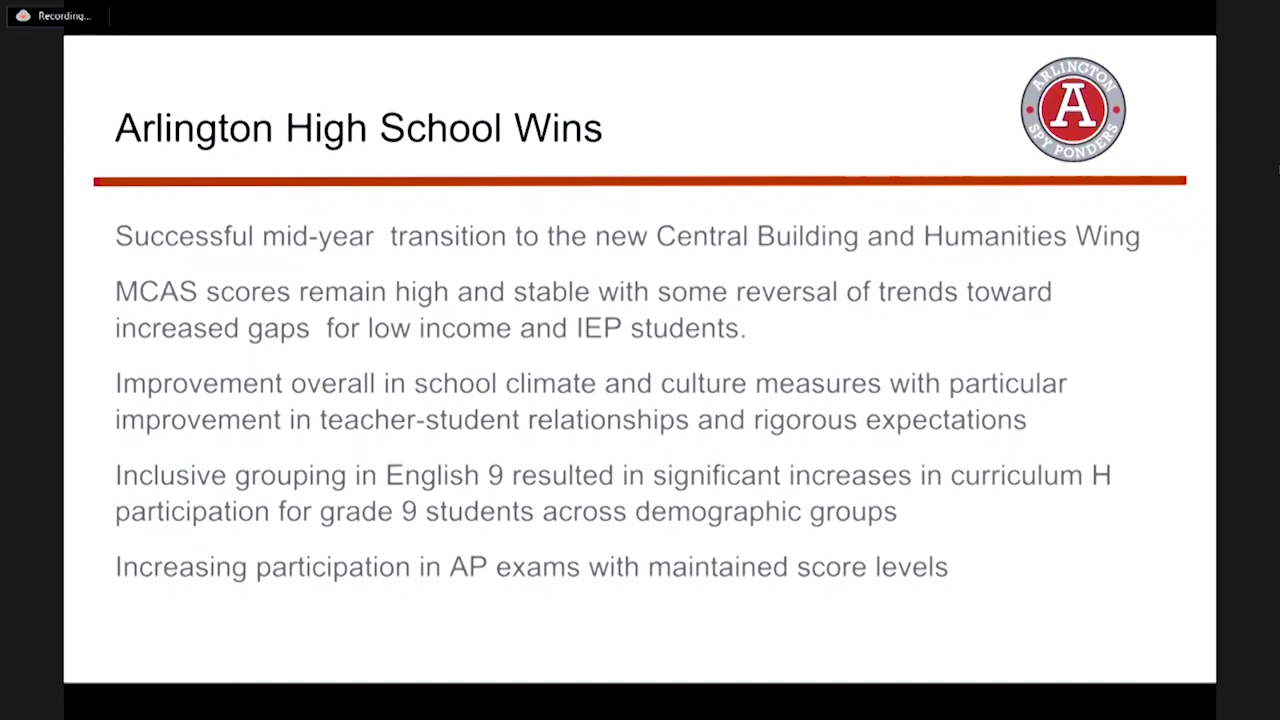 Recording...
ARLINGTON
A
SPY PONDERS
Arlington High School Wins
Successful mid-year  transition to the new Central Building and Humanities Wing
MCAS scores remain high and stable with some reversal of trends toward
increased gaps  for low income and IEP students.
Improvement overall in school climate and culture measures with particular
improvement in teacher-student relationships and rigorous expectations
Inclusive grouping in English 9 resulted in significant increases in curriculum H
participation for grade 9 students across demographic groups
Increasing participation in AP exams with maintained score levels